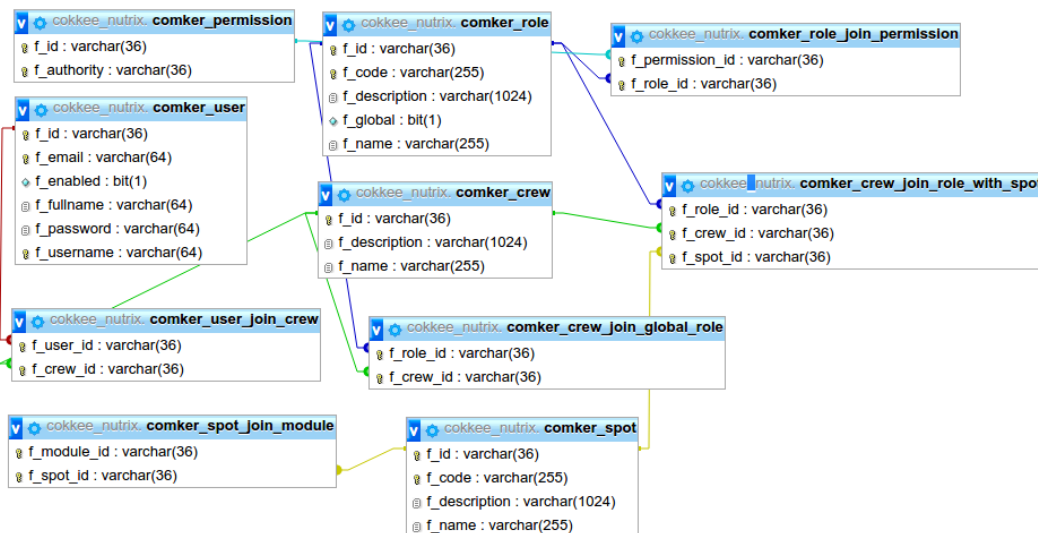 v cokkee_nutrix. comker_permission
f_id : varchar(36)
f_authority : varchar(36)
v cokkee_nutrix. comker_role
f_id : varchar(36)
f_code : varchar(255)
f_description : varchar(1024)
f_global : bit(1)
f_name : varchar(255)
v cokkee_nutrix. comker_role_join_permission
f_permission_id : varchar(36)
f_role_id : varchar(36)
v cokkee_nutrix. comker_user
f_id : varchar(36)
f_email : varchar(64)
f_enabled : bit(1)
f_fullname : varchar(64)
f_password : varchar(64)
f_username : varchar(64)
v cokkee_nutrix. comker_crew
f_id : varchar(36)
f_description : varchar(1024)
f_name : varchar(255)
v cokkee nutrix. comker_crew_join_role_with_spot
f_role_id : varchar(36)
f_crew_id : varchar(36)
f_spot_id : varchar(36)
v cokkee_nutrix. comker_user_join_crew
f_user_id : varchar(36)
f_crew_id : varchar(36)
v cokkee_nutrix. comker_crew_join_global_role
f_role_id : varchar(36)
f_crew_id : varchar(36)
v cokkee_nutrix. comker_spot_join_module
f_module_id : varchar(36)
f_spot_id : varchar(36)
v cokkee_nutrix. comker_spot
f_id : varchar(36)
f_code : varchar(255)
f_description : varchar(1024)
f_name : varchar(255)